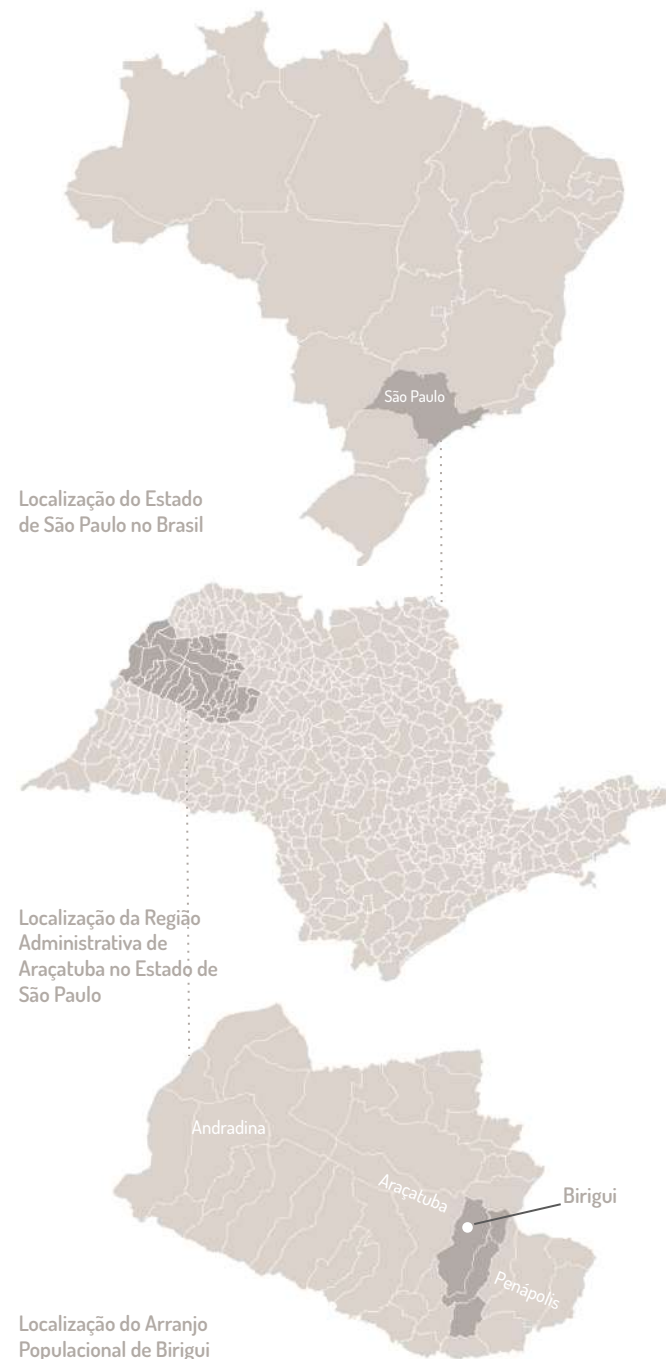 São Paulo
Localização do Estado
de São Paulo no Brasil
Localização da Região
Administrativa de
Araçatuba no Estado de
São Paulo
Andradina
Araçatuba
Birigui
Penápolis
Localização do Arranjo
Populacional de Birigui